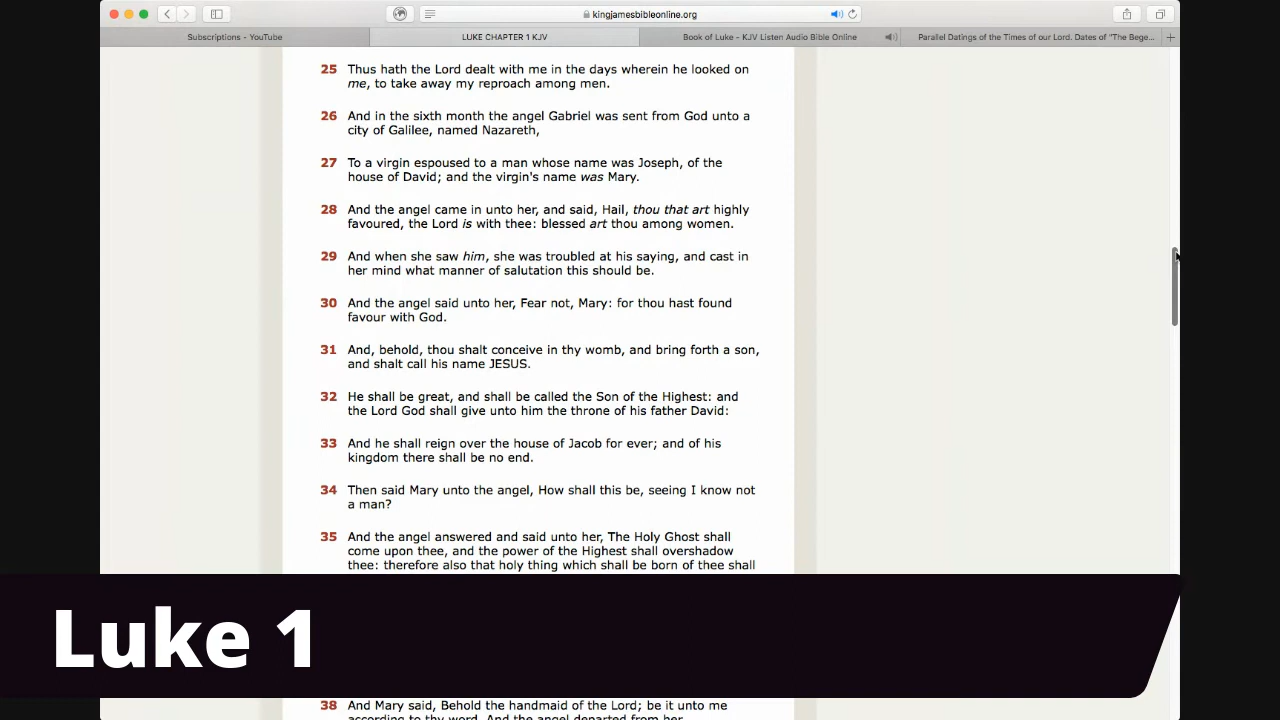 kingjamesbibleonline.org
Subscriptions - YouTube
LUKE CHAPTER 1 KJV
Book of Luke - KJV Listen Audio Bible Online
Parallel Datings of the Times of our Lord. Dates of "The Bege...
25 Thus hath the Lord dealt with me in the days wherein he looked on
me, to take away my reproach among men.
26 And in the sixth month the angel Gabriel was sent from God unto a
city of Galilee, named Nazareth,
27 To a virgin espoused to a man whose name was Joseph, of the
house of David; and the virgin's name was Mary.
28 And the angel came in unto her, and said, Hail, thou that art highly
favoured, the Lord is with thee: blessed art thou among women.
29 And when she saw him, she was troubled at his saying, and cast in
her mind what manner of salutation this should be.
30 And the angel said unto her, Fear not, Mary: for thou hast found
favour with God.
31 And, behold, thou shalt conceive in thy womb, and bring forth a son,
and shalt call his name JESUS.
32 He shall be great, and shall be called the Son of the Highest: and
the Lord God shall give unto him the throne of his father David:
33 And he shall reign over the house of Jacob for ever; and of his
kingdom there shall be no end.
34 Then said Mary unto the angel, How shall this be, seeing I know not
a man?
35 And the angel answered and said unto her, The Holy Ghost shall
come upon thee, and the power of the Highest shall overshadow
thee: therefore also that holy thing which shall be born of thee shall
Luke 1
38 And Mary said, Behold the handmaid of the Lord; be it unto me
according to thy word. And the angel departed from her.